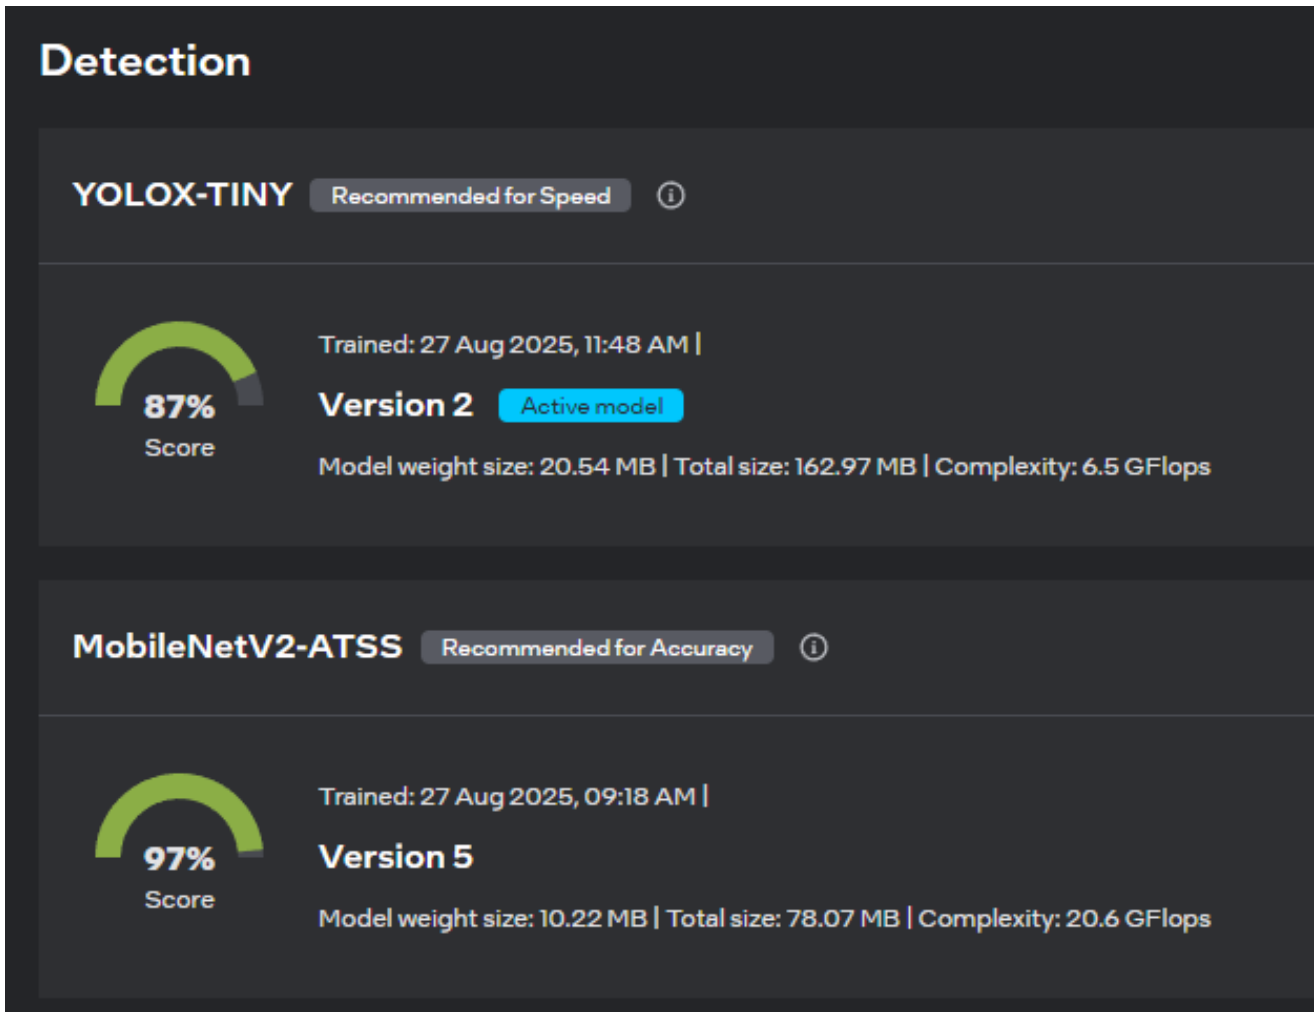 Detection
YOLOX-TINY Recommended for Speed
Trained: 27 Aug 2025, 11:48 AM |
87%
Version 2 Active model
Score
Model weight size: 20.54 MB | Total size: 162.97 MB | Complexity: 6.5 GFlops
MobileNetV2-ATSS Recommended for Accuracy
Trained: 27 Aug 2025, 09:18 AM |
97%
Version 5
Score
Model weight size: 10.22 MB | Total size: 78.07 MB | Complexity: 20.6 GFlops